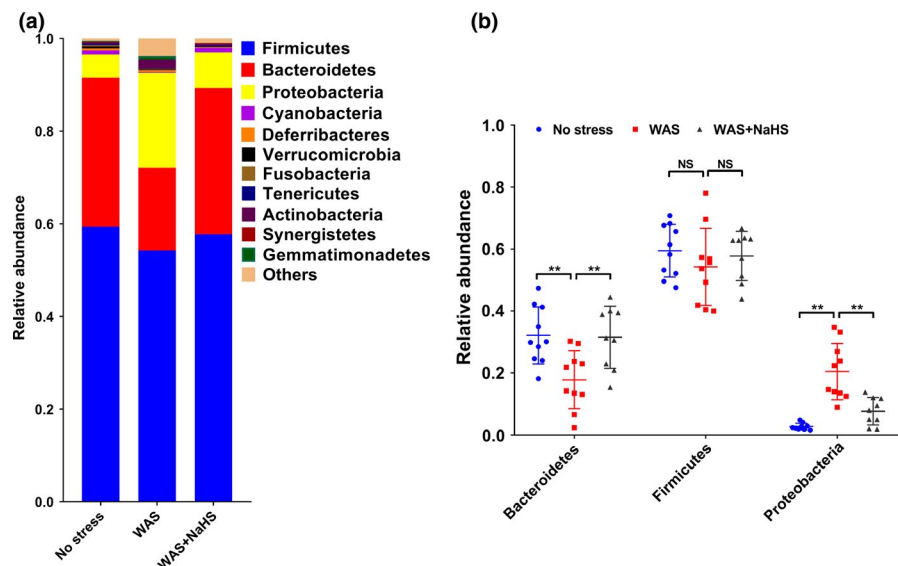 (a)
1.0
0.8
0.6
0.4
0.2
0.0
Relative abundance
No stress
WAS
WAS+NaHS
Firmicutes
Bacteroidetes
Proteobacteria
Cyanobacteria
Deferribacteres
Verrucomicrobia
Fusobacteria
Tenericutes
Actinobacteria
Synergistetes
Gemmatimonadetes
Others
(b)
No stress WAS WAS+NaHS
1.0
0.8
0.6
0.4
0.2
0.0
Relative abundance
NS NS
** **
** **
Bacteroidetes
Firmicutes
Proteobacteria